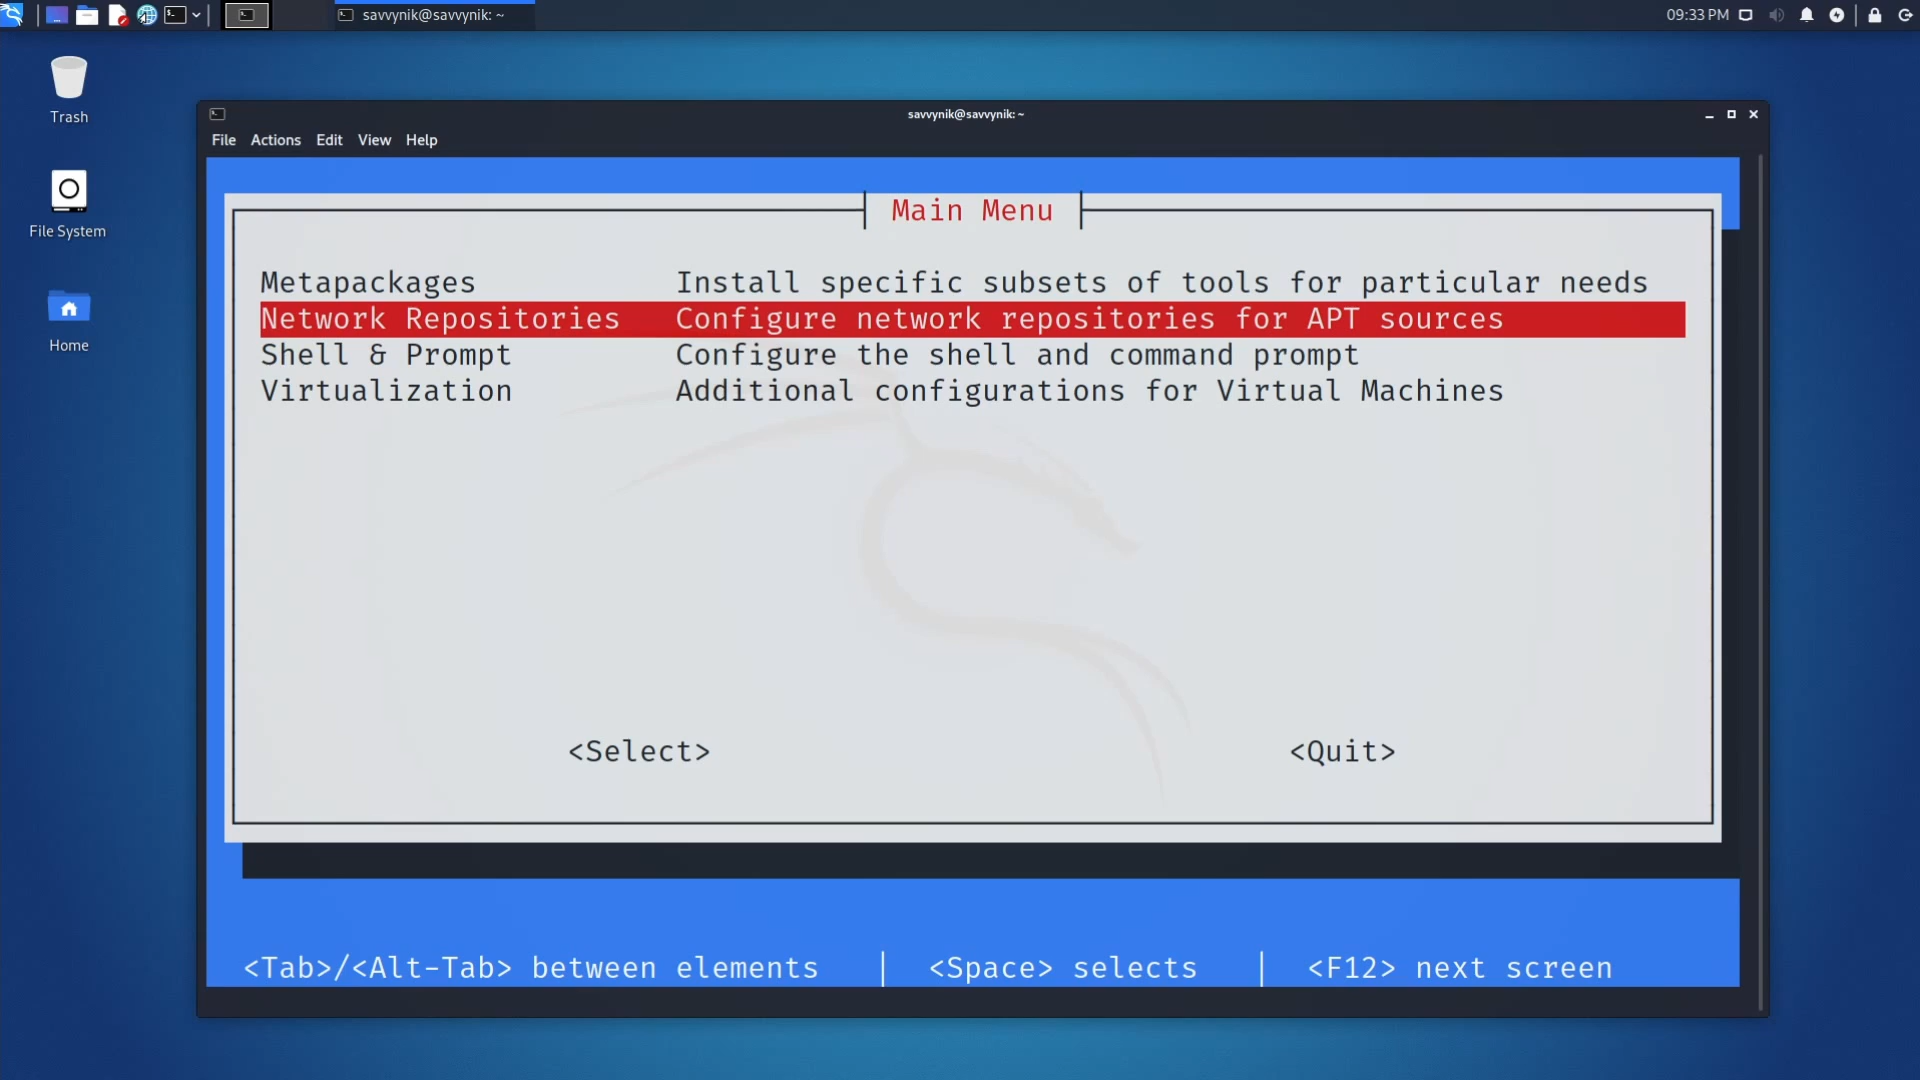 savvynik@savvynik: ~
09:33 PM
Trash
File System
Home
savvynik@savvynik: ~
File Actions Edit View Help
Main Menu
Metapackages Install specific subsets of tools for particular needs
Network Repositories Configure network repositories for APT sources
Shell & Prompt Configure the shell and command prompt
Virtualization Additional configurations for Virtual Machines
<Select> <Quit>
<Tab>/<Alt-Tab> between elements | <Space> selects | <F12> next screen